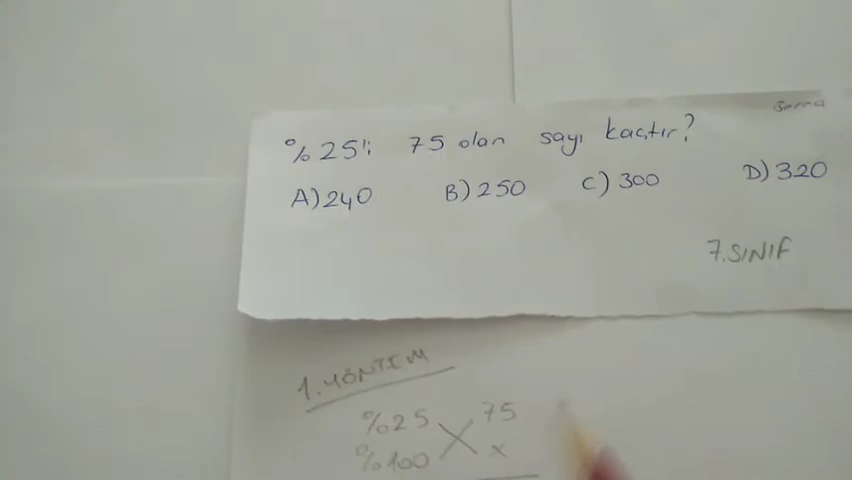 %25'i 75 olan sayı kaçtır?
A)240 B)250 C)300 D)320
7.SINIF
1.YÖNTEM
%25 75
%100 x